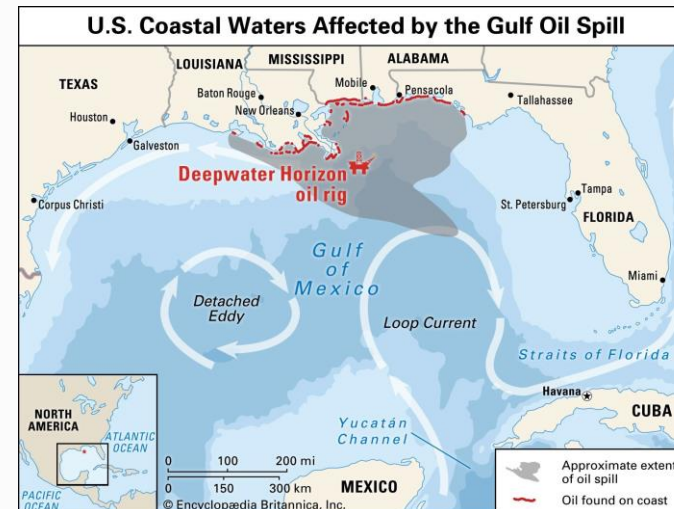 U.S. Coastal Waters Affected by the Gulf Oil Spill
LOUISIANA
MISSISSIPPI
ALABAMA
TEXAS
Baton Rouge
Mobile
Pensacola
Tallahassee
New Orleans
Houston
Galveston
Deepwater Horizon
oil rig
Corpus Christi
Tampa
St. Petersburg
FLORIDA
Gulf
of
Mexico
Miami
Detached
Eddy
Loop Current
Straits of Florida
Havana
CUBA
Yucatán
Channel
NORTH
AMERICA
ATLANTIC
OCEAN
PACIFIC
OCEAN
0 100 200 mi
0 150 300 km
© Encyclopædia Britannica, Inc.
MEXICO
Approximate extent
of oil spill
Oil found on coast